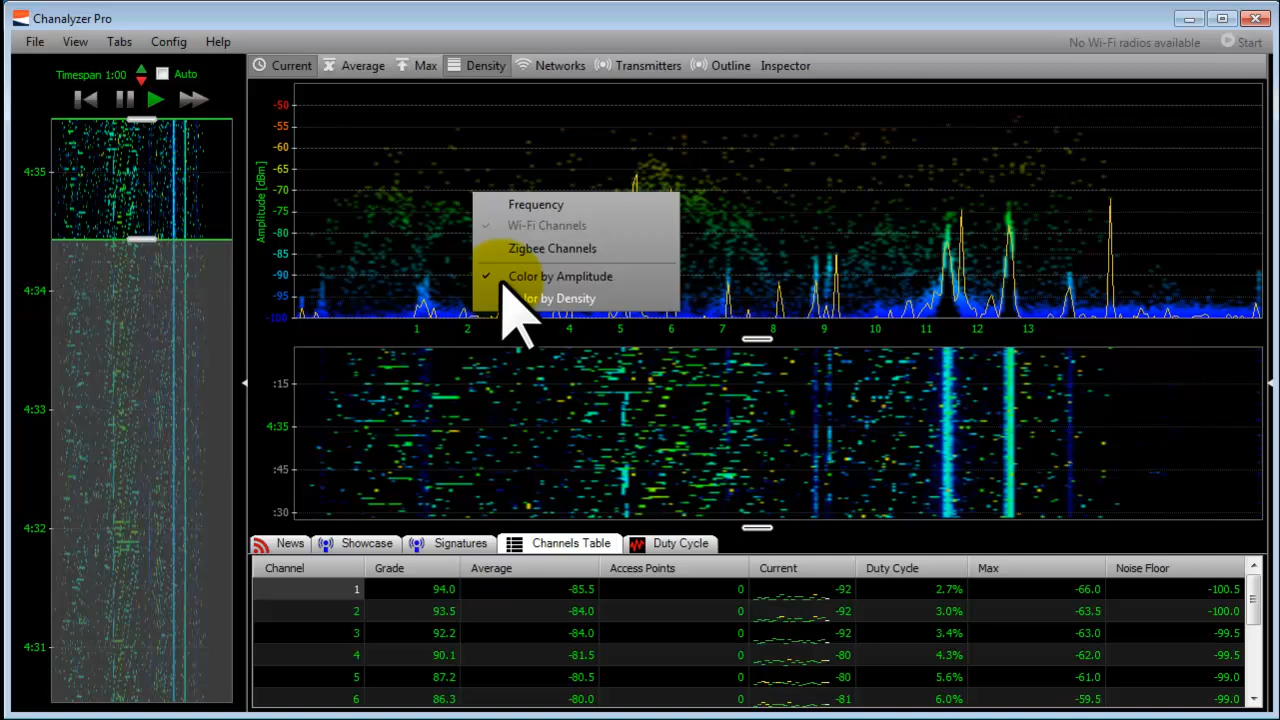 Chanalyzer Pro
File View Tabs Config Help
No Wi-Fi radios available Start
Timespan 1:00 Auto
Current Average Max Density Networks Transmitters Outline Inspector
4:35
4:34
4:33
4:32
4:31
Amplitude [dBm]
-50
-55
-60
-65
-70
-75
-80
-85
-90
-95
-100
1 2 4 5 6 7 8 9 10 11 12 13
Frequency
Wi-Fi Channels
Zigbee Channels
Color by Amplitude
by Density
:15
4:35
:45
:30
News Showcase Signatures Channels Table Duty Cycle
Channel Grade Average Access Points Current Duty Cycle Max Noise Floor
1 94.0 -85.5 0 -92 2.7% -66.0 -100.5
2 93.5 -84.0 0 -92 3.0% -63.5 -100.0
3 92.2 -84.0 0 -92 3.4% -63.0 -99.5
4 90.1 -81.5 0 -80 4.3% -62.0 -99.5
5 87.2 -80.5 0 -80 5.6% -61.0 -99.0
6 86.3 -80.0 0 -81 6.0% -59.5 -99.0